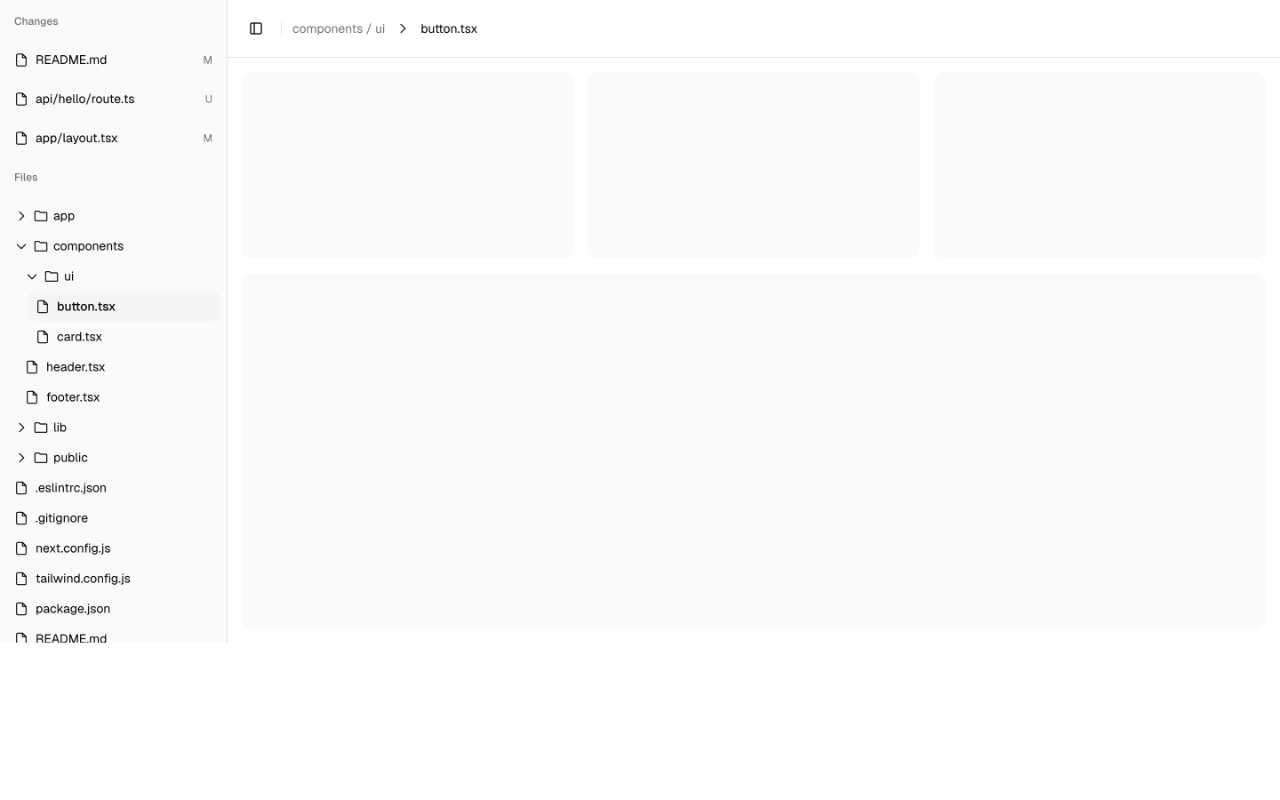 Changes
README.md M
api/hello/route.ts U
app/layout.tsx M
Files
app
components
ui
button.tsx
card.tsx
header.tsx
footer.tsx
lib
public
.eslintrc.json
.gitignore
next.config.js
tailwind.config.js
package.json
README.md
components / ui > button.tsx